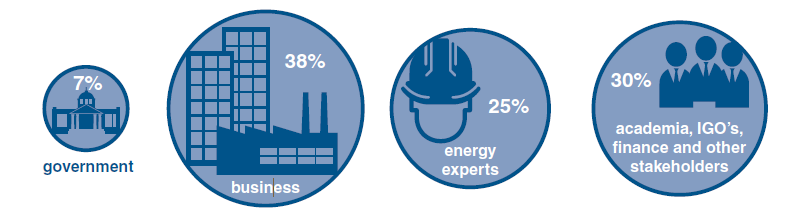 7%
government
38%
business
25%
energy
experts
30%
academia, IGO's,
finance and other
stakeholders